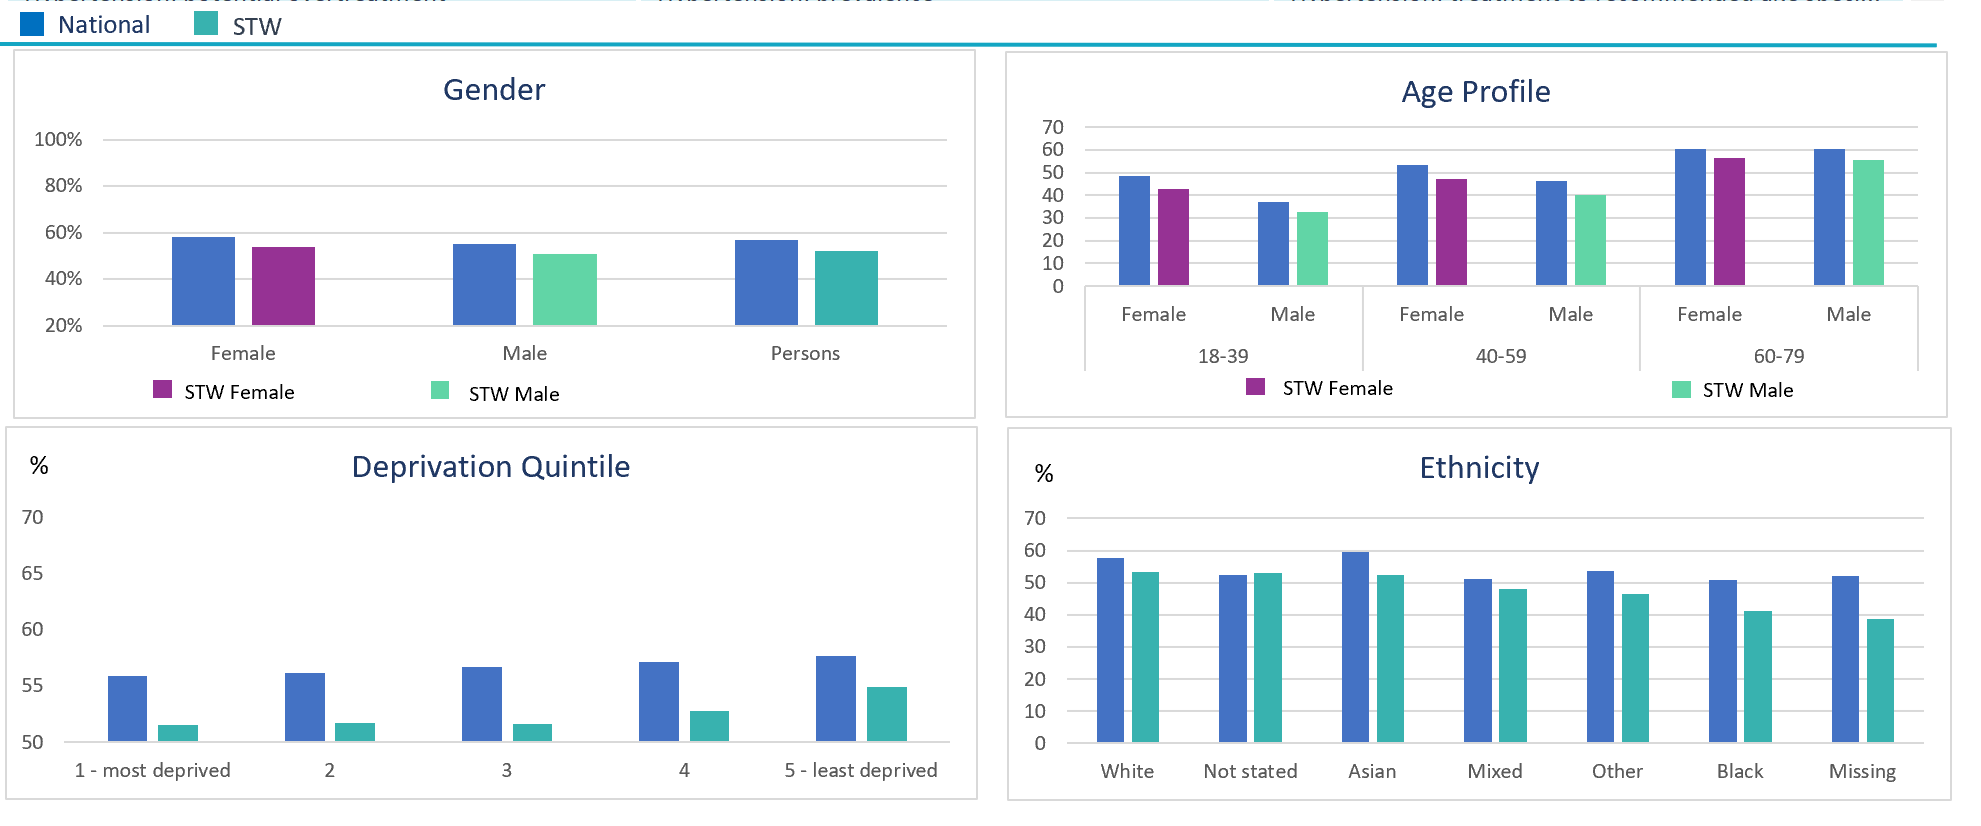 National STW
Gender
100%
80%
60%
40%
20%
Female Male Persons
STW Female STW Male
Age Profile
70
60
50
40
30
20
10
0
Female Male Female Male Female Male
18-39 40-59 60-79
STW Female STW Male
% Deprivation Quintile
70
65
60
55
50
1 - most deprived 2 3 4 5 - least deprived
% Ethnicity
70
60
50
40
30
20
10
0
White Not stated Asian Mixed Other Black Missing